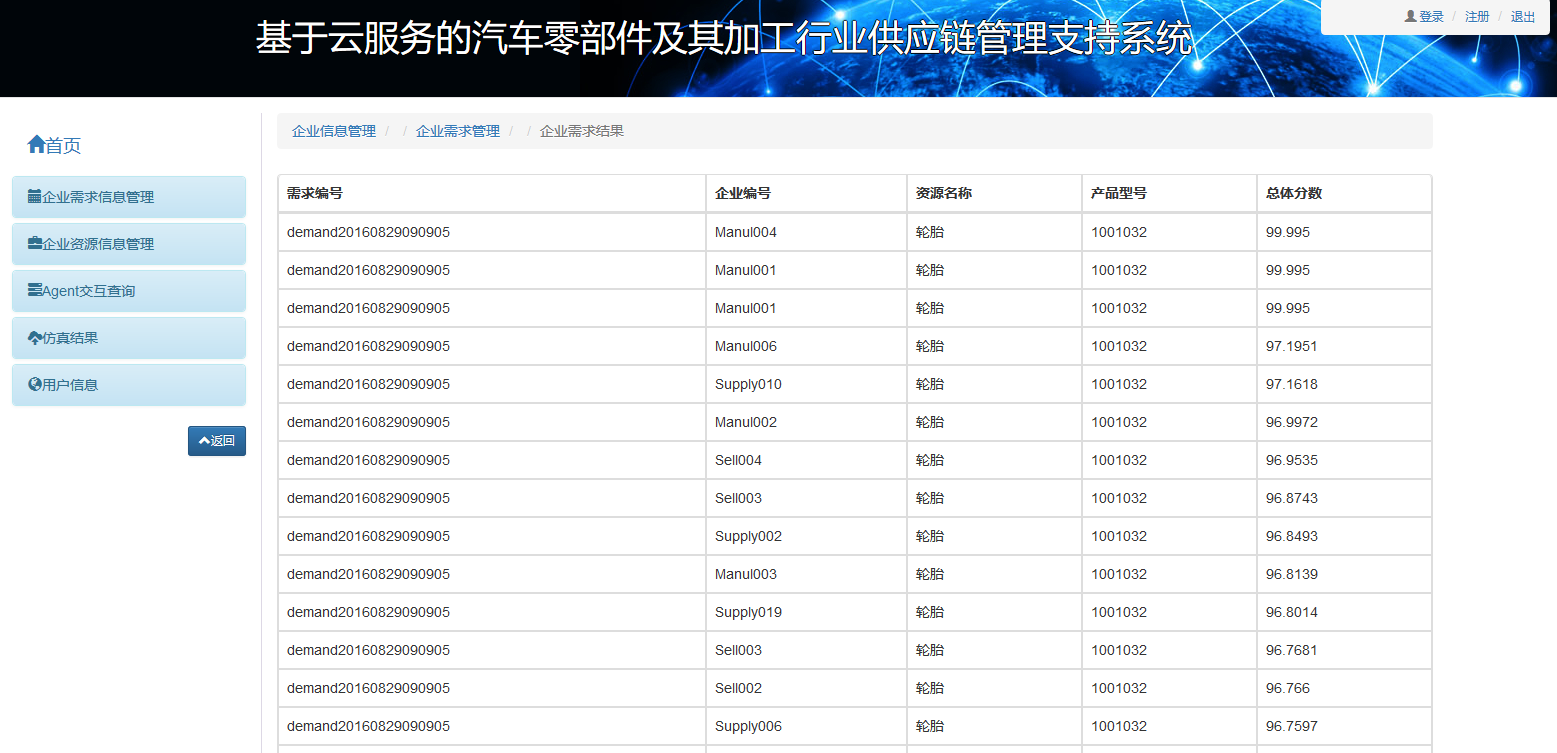 基于云服务的汽车零部件及其加工行业供应链管理支持系统
登录 / 注册 / 退出
首页
企业需求信息管理
企业资源信息管理
Agent交互查询
仿真结果
用户信息
返回
企业信息管理 / / 企业需求管理 / / 企业需求结果
需求编号 企业编号 资源名称 产品型号 总体分数
demand20160829090905 Manul004 轮胎 1001032 99.995
demand20160829090905 Manul001 轮胎 1001032 99.995
demand20160829090905 Manul001 轮胎 1001032 99.995
demand20160829090905 Manul006 轮胎 1001032 97.1951
demand20160829090905 Supply010 轮胎 1001032 97.1618
demand20160829090905 Manul002 轮胎 1001032 96.9972
demand20160829090905 Sell004 轮胎 1001032 96.9535
demand20160829090905 Sell003 轮胎 1001032 96.8743
demand20160829090905 Supply002 轮胎 1001032 96.8493
demand20160829090905 Manul003 轮胎 1001032 96.8139
demand20160829090905 Supply019 轮胎 1001032 96.8014
demand20160829090905 Sell003 轮胎 1001032 96.7681
demand20160829090905 Sell002 轮胎 1001032 96.766
demand20160829090905 Supply006 轮胎 1001032 96.7597